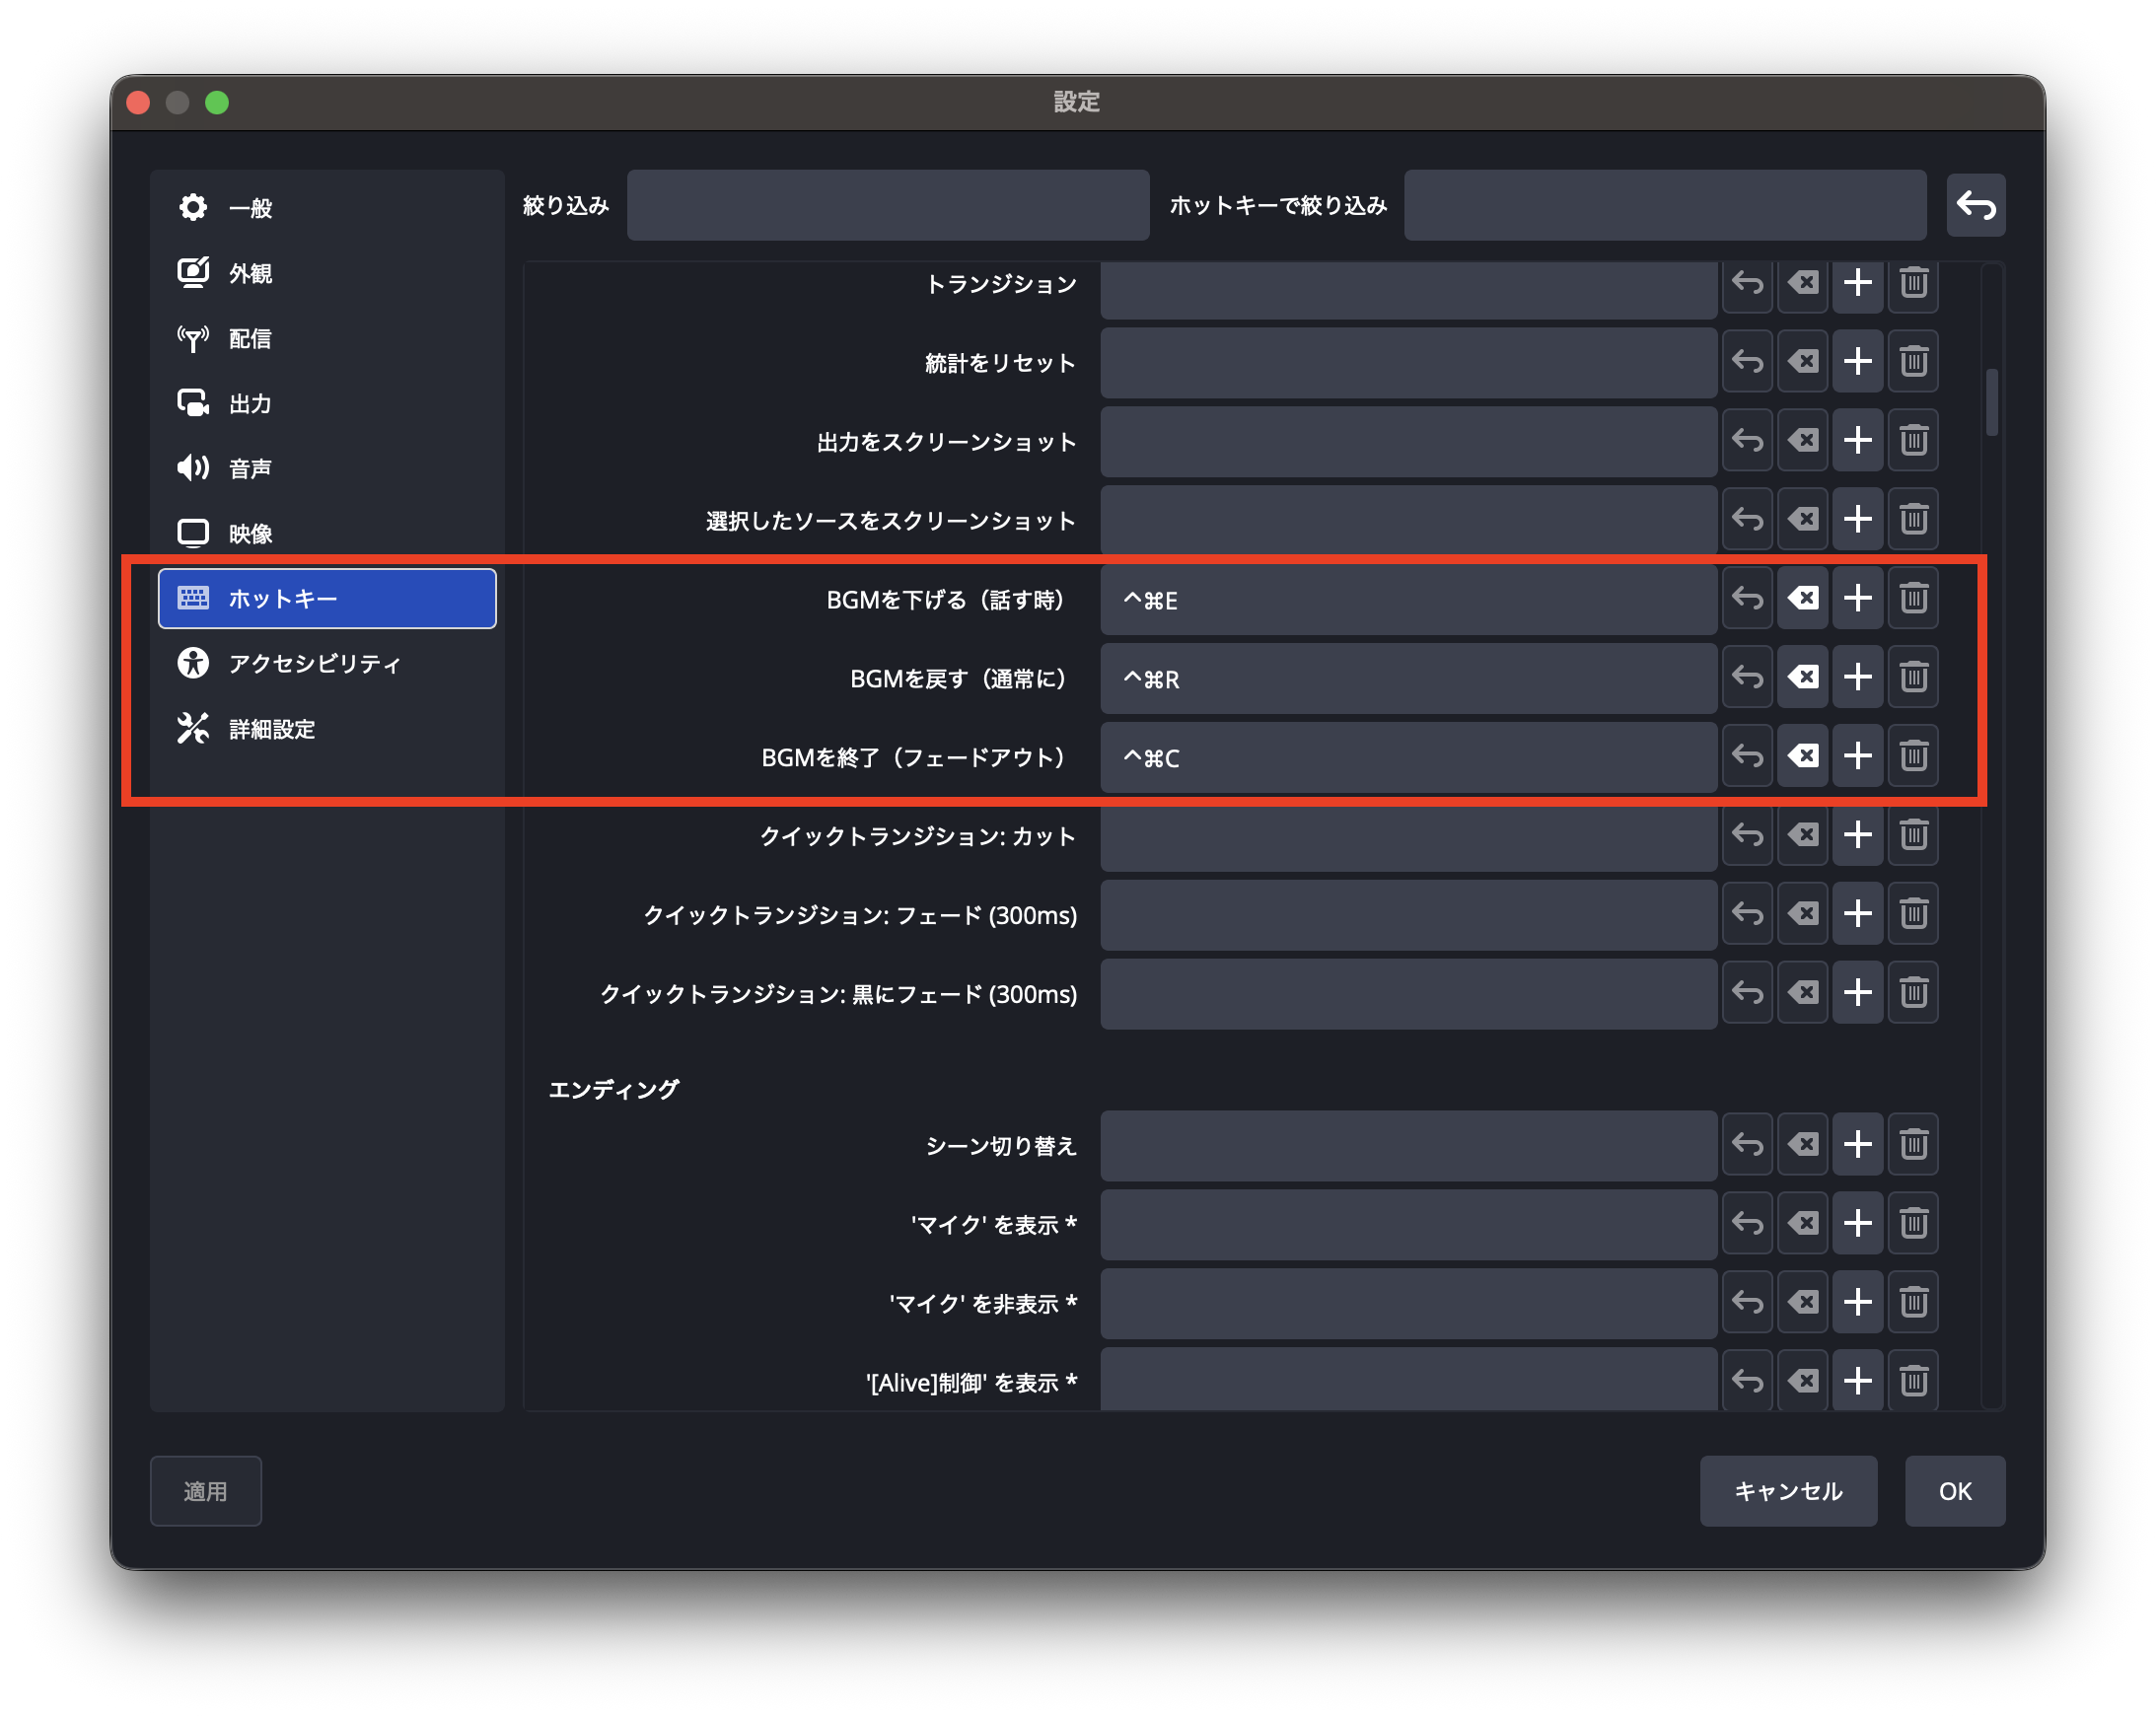 設定
一般
外観
配信
出力
音声
映像
ホットキー
アクセシビリティ
詳細設定
絞り込み
ホットキーで絞り込み
トランジション
統計をリセット
出力をスクリーンショット
選択したソースをスクリーンショット
BGMを下げる（話す時） ^⌘E
BGMを戻す（通常に） ^⌘R
BGMを終了（フェードアウト） ^⌘C
クイックトランジション: カット
クイックトランジション: フェード (300ms)
クイックトランジション: 黒にフェード (300ms)
エンディング
シーン切り替え
'マイク' を表示 *
'マイク' を非表示 *
'[Alive]制御' を表示 *
適用
キャンセル
OK